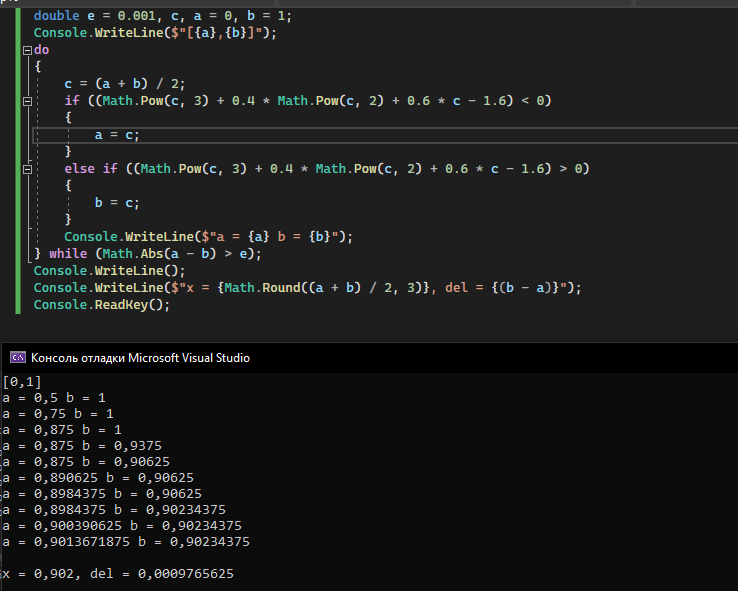 double e = 0.001, c, a = 0, b = 1;
Console.WriteLine($"[{a},{b}]");
do
{
c = (a + b) / 2;
if ((Math.Pow(c, 3) + 0.4 * Math.Pow(c, 2) + 0.6 * c - 1.6) < 0)
{
a = c;
}
else if ((Math.Pow(c, 3) + 0.4 * Math.Pow(c, 2) + 0.6 * c - 1.6) > 0)
{
b = c;
}
Console.WriteLine($"a = {a} b = {b}");
} while (Math.Abs(a - b) > e);
Console.WriteLine();
Console.WriteLine($"x = {Math.Round((a + b) / 2, 3)}, del = {(b - a)}");
Console.ReadKey();
Консоль отладки Microsoft Visual Studio
[0,1]
a = 0,5 b = 1
a = 0,75 b = 1
a = 0,875 b = 1
a = 0,875 b = 0,9375
a = 0,875 b = 0,90625
a = 0,890625 b = 0,90625
a = 0,8984375 b = 0,90625
a = 0,8984375 b = 0,90234375
a = 0,900390625 b = 0,90234375
a = 0,9013671875 b = 0,90234375
x = 0,902, del = 0,0009765625